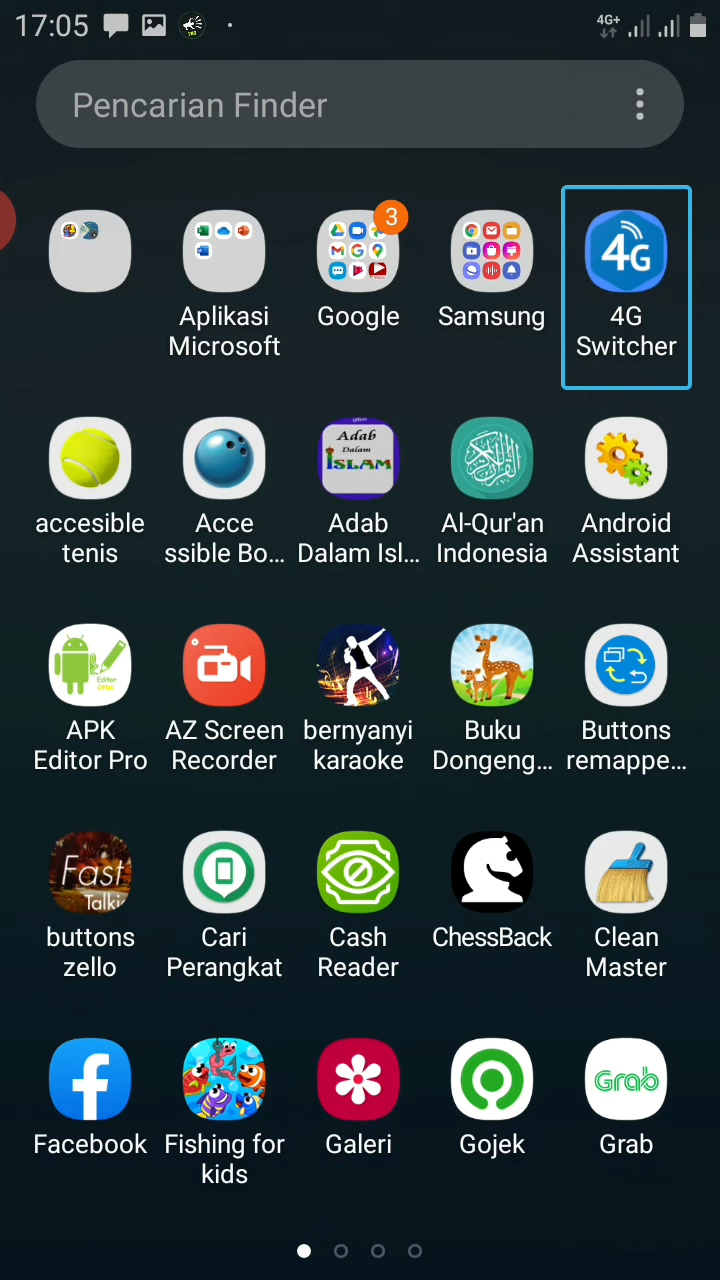 17:05
4G+
Pencarian Finder
3
4G
Aplikasi
Microsoft
Google
Samsung
4G
Switcher
Adab
Dalam
ISLAM
accesible
tenis
Acce
ssible Bo...
Adab
Dalam Isl...
Al-Qur'an
Indonesia
Android
Assistant
Editor
APK
Editor Pro
AZ Screen
Recorder
bernyanyi
karaoke
Buku
Dongeng...
Buttons
remappe...
Fast
Talki
buttons
zello
Cari
Perangkat
Cash
Reader
ChessBack
Clean
Master
Grab
Facebook
Fishing for
kids
Galeri
Gojek
Grab